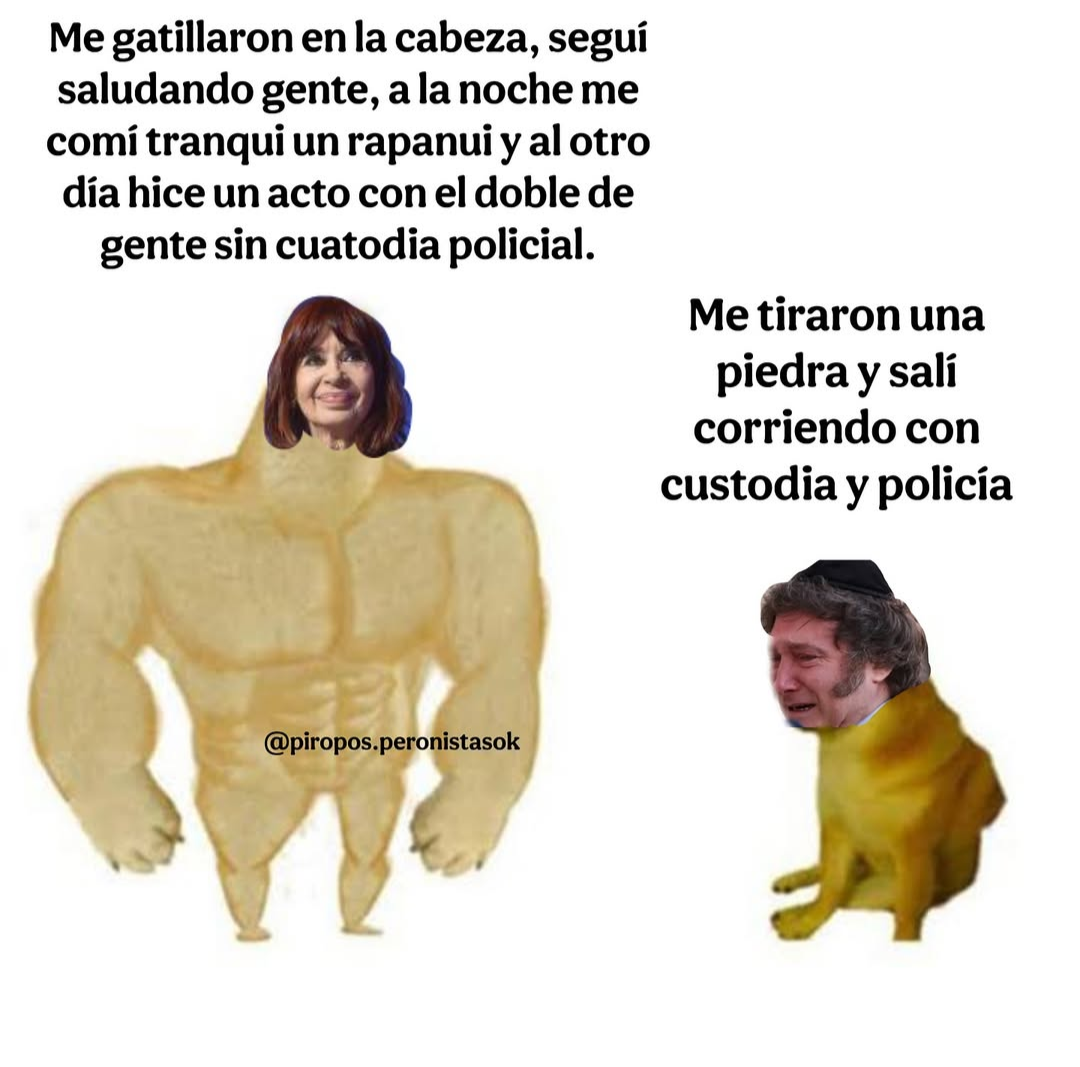 Me gatillaron en la cabeza, seguí
saludando gente, a la noche me
comí tranqui un rapanui y al otro
día hice un acto con el doble de
gente sin cuatodia policial.
Me tiraron una
piedra y salí
corriendo con
custodia y policía
@piropos.peronistasok